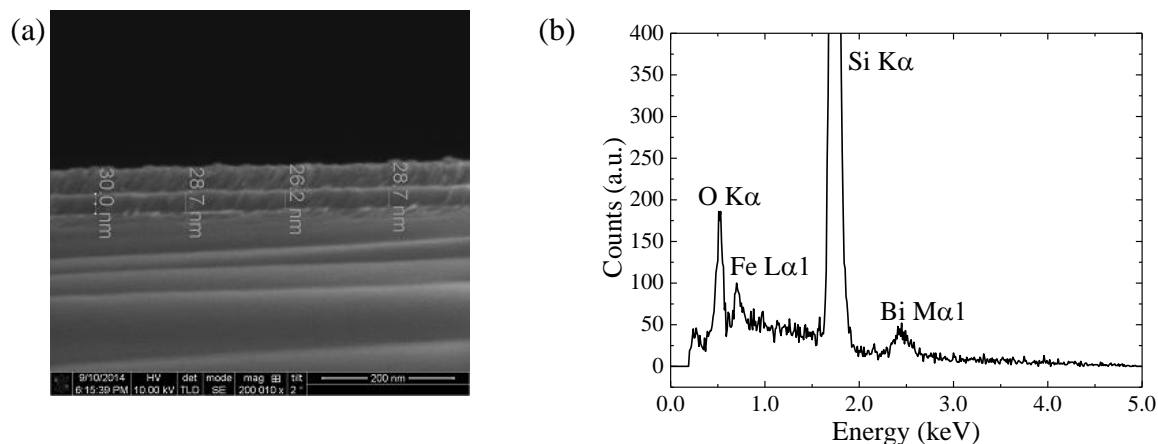 (a)
30.0 nm
28.7 nm
26.2 nm
28.7 nm
9/10/2014 HV det mode mag ⊞ tilt
6:15:39 PM 10.00 kV TLD SE 200 010 x 2 ° 200 nm
(b)
400
350
300
250
200
150
100
50
0
Counts (a.u.)
Si Kα
O Kα
Fe Lα1
Bi Mα1
0.0 1.0 2.0 3.0 4.0 5.0
Energy (keV)